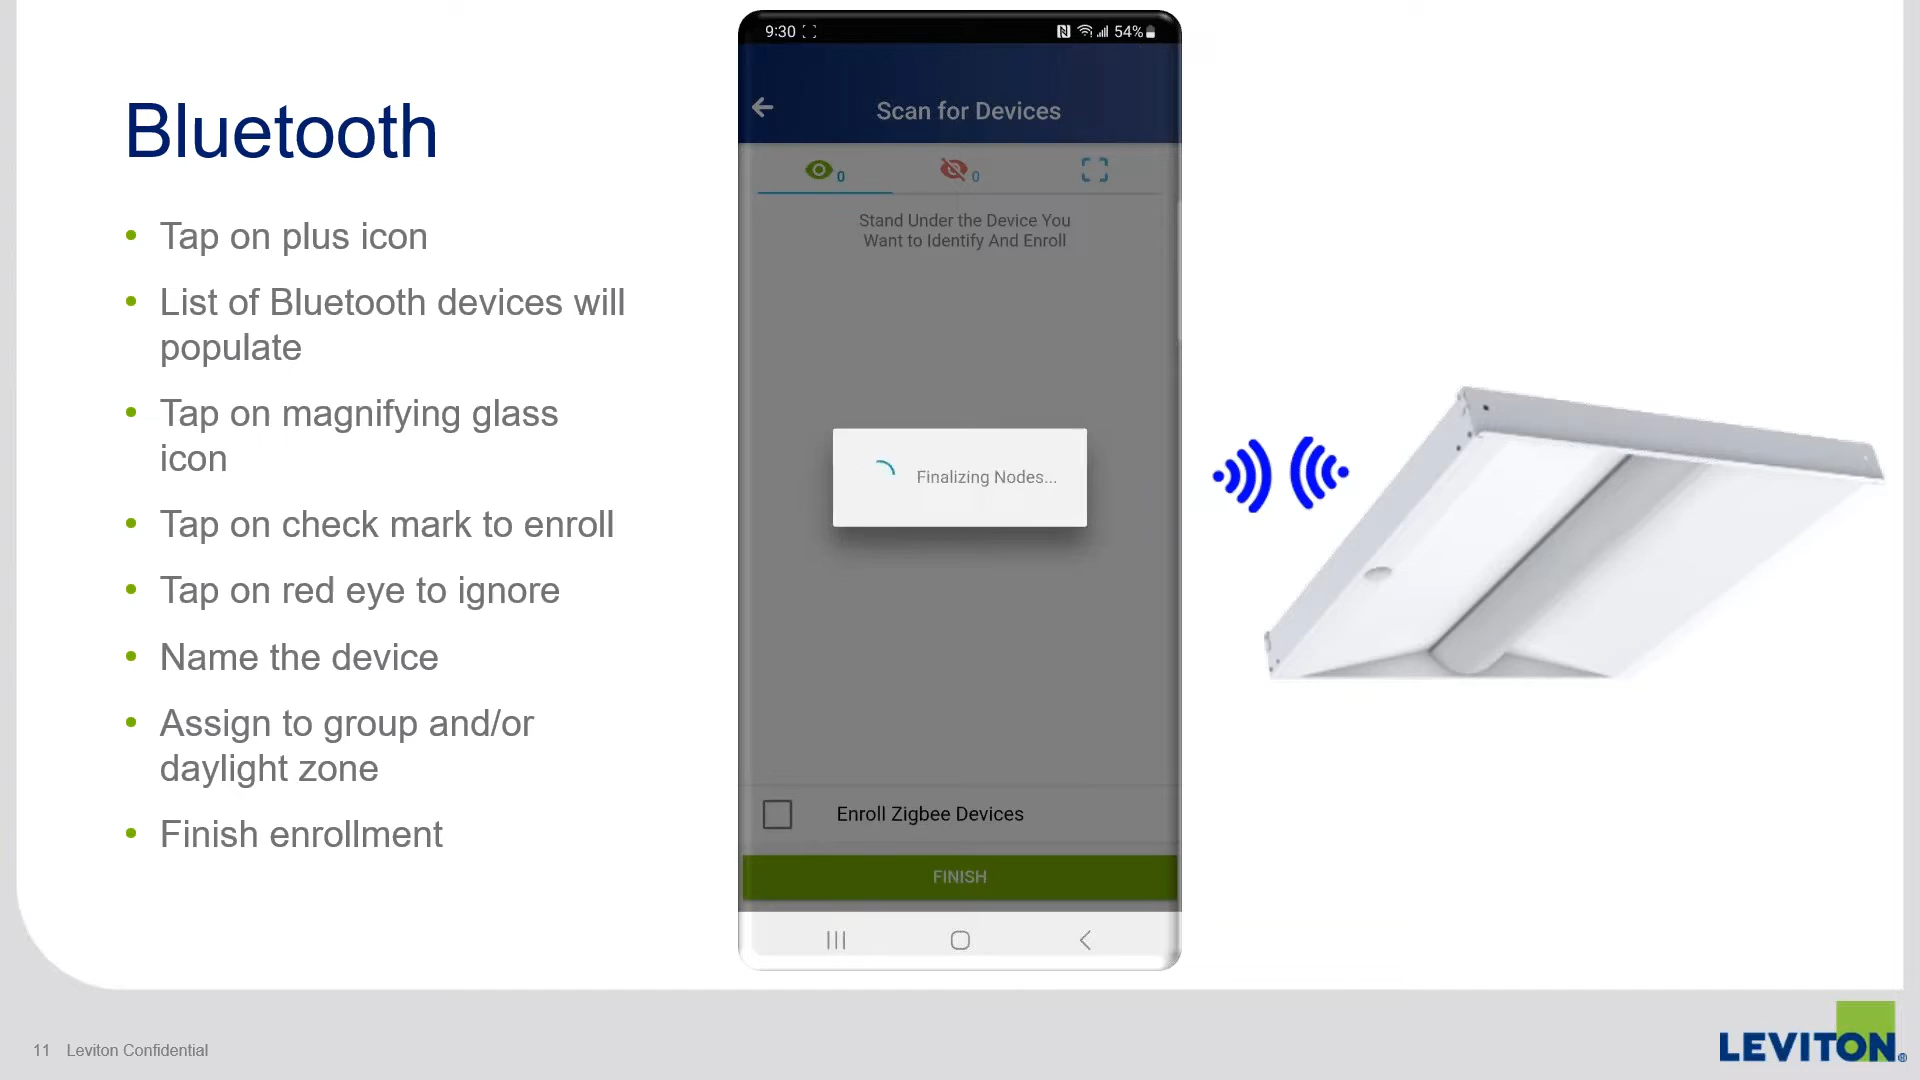 Bluetooth
• Tap on plus icon
• List of Bluetooth devices will
populate
• Tap on magnifying glass
icon
• Tap on check mark to enroll
• Tap on red eye to ignore
• Name the device
• Assign to group and/or
daylight zone
• Finish enrollment
9:30 54%
Scan for Devices
0 0
Stand Under the Device You
Want to Identify And Enroll
Finalizing Nodes...
Enroll Zigbee Devices
FINISH
11 Leviton Confidential
LEVITON®